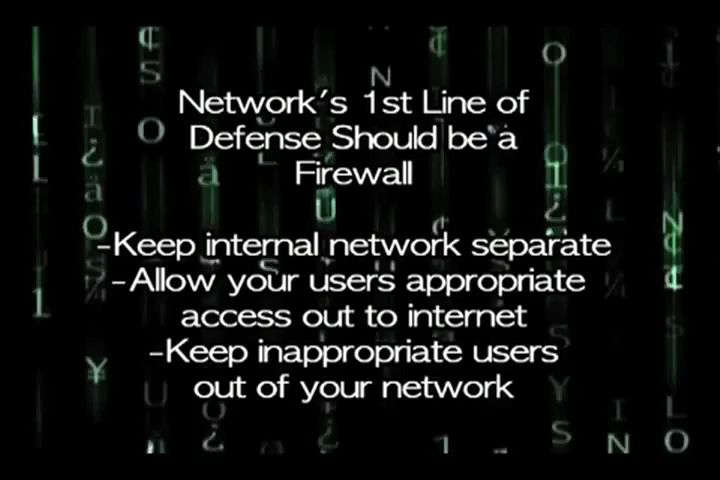 Network's 1st Line of
Defense Should be a
Firewall
-Keep internal network separate
-Allow your users appropriate
access out to internet
-Keep inappropriate users
out of your network